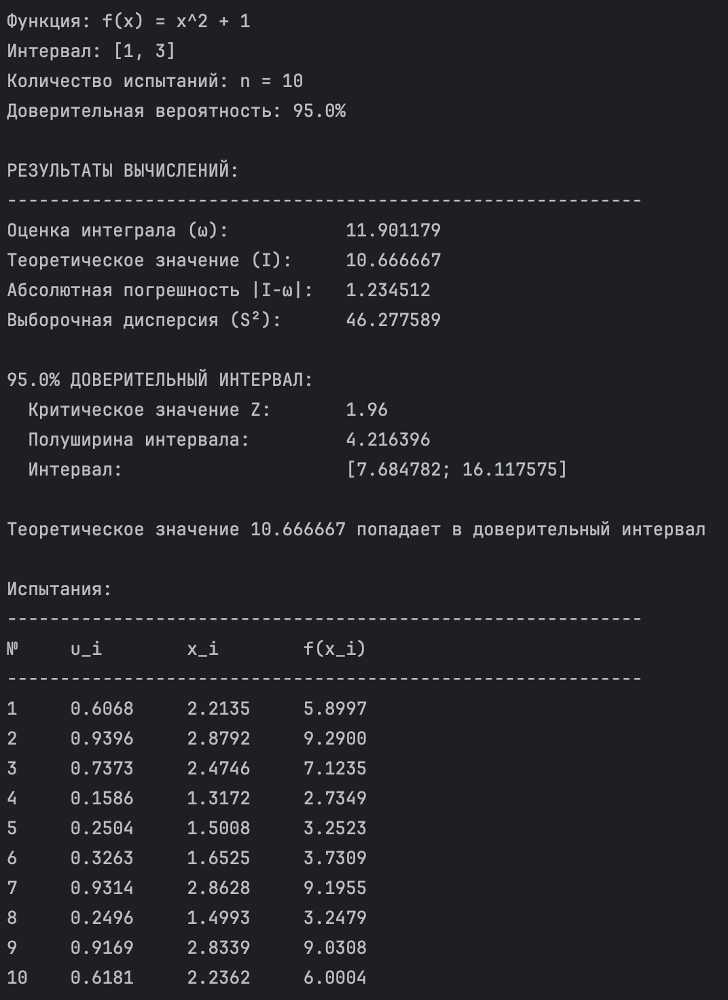 Функция: f(x) = x^2 + 1
Интервал: [1, 3]
Количество испытаний: n = 10
Доверительная вероятность: 95.0%
РЕЗУЛЬТАТЫ ВЫЧИСЛЕНИЙ:
------------------------------------------------------------
Оценка интеграла (ω): 11.901179
Теоретическое значение (I): 10.666667
Абсолютная погрешность |I-ω|: 1.234512
Выборочная дисперсия (S²): 46.277589
95.0% ДОВЕРИТЕЛЬНЫЙ ИНТЕРВАЛ:
Критическое значение Z: 1.96
Полуширина интервала: 4.216396
Интервал: [7.684782; 16.117575]
Теоретическое значение 10.666667 попадает в доверительный интервал
Испытания:
------------------------------------------------------------
№ u_i x_i f(x_i)
------------------------------------------------------------
1 0.6068 2.2135 5.8997
2 0.9396 2.8792 9.2900
3 0.7373 2.4746 7.1235
4 0.1586 1.3172 2.7349
5 0.2504 1.5008 3.2523
6 0.3263 1.6525 3.7309
7 0.9314 2.8628 9.1955
8 0.2496 1.4993 3.2479
9 0.9169 2.8339 9.0308
10 0.6181 2.2362 6.0004